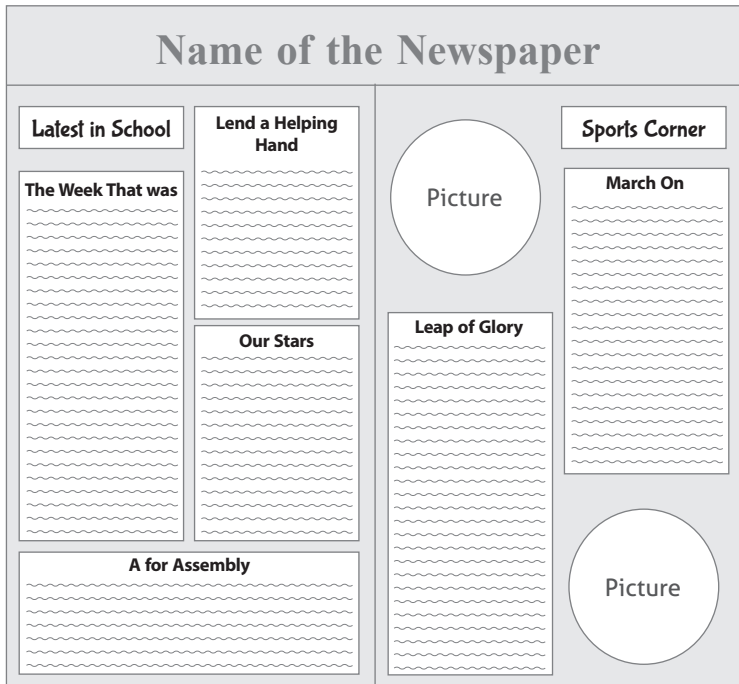 Name of the Newspaper
Latest in School
The Week That was
Lend a Helping
Hand
Our Stars
A for Assembly
Picture
Leap of Glory
Sports Corner
March On
Picture